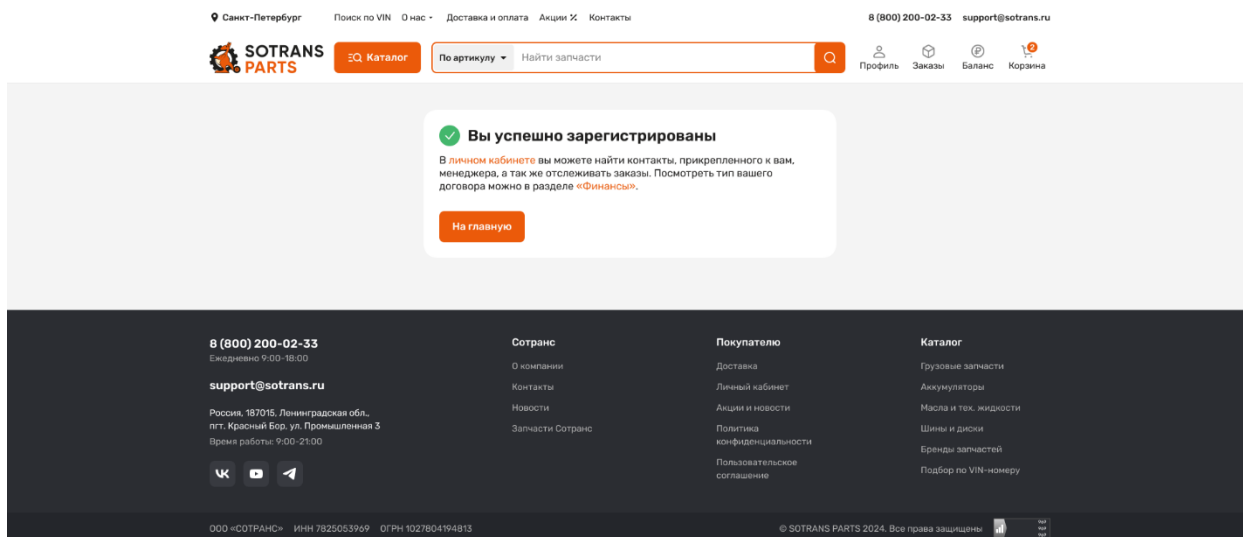 Санкт-Петербург Поиск по VIN О нас Доставка и оплата Акции % Контакты 8 (800) 200-02-33 support@sotrans.ru
SOTRANS
PARTS
Каталог
По артикулу Найти запчасти
2
Профиль Заказы Баланс Корзина
Вы успешно зарегистрированы
В личном кабинете вы можете найти контакты, прикрепленного к вам,
менеджера, а так же отслеживать заказы. Посмотреть тип вашего
договора можно в разделе «Финансы».
На главную
8 (800) 200-02-33
Ежедневно 9:00-18:00
support@sotrans.ru
Россия, 187015, Ленинградская обл.,
пгт. Красный Бор, ул. Промышленная 3
Время работы: 9:00-21:00
Сотранс
О компании
Контакты
Новости
Запчасти Сотранс
Покупателю
Доставка
Личный кабинет
Акции и новости
Политика
конфиденциальности
Пользовательское
соглашение
Каталог
Грузовые запчасти
Аккумуляторы
Масла и тех. жидкости
Шины и диски
Бренды запчастей
Подбор по VIN-номеру
ООО «СОТРАНС» ИНН 7825053969 ОГРН 1027804194813
© SOTRANS PARTS 2024. Все права защищены